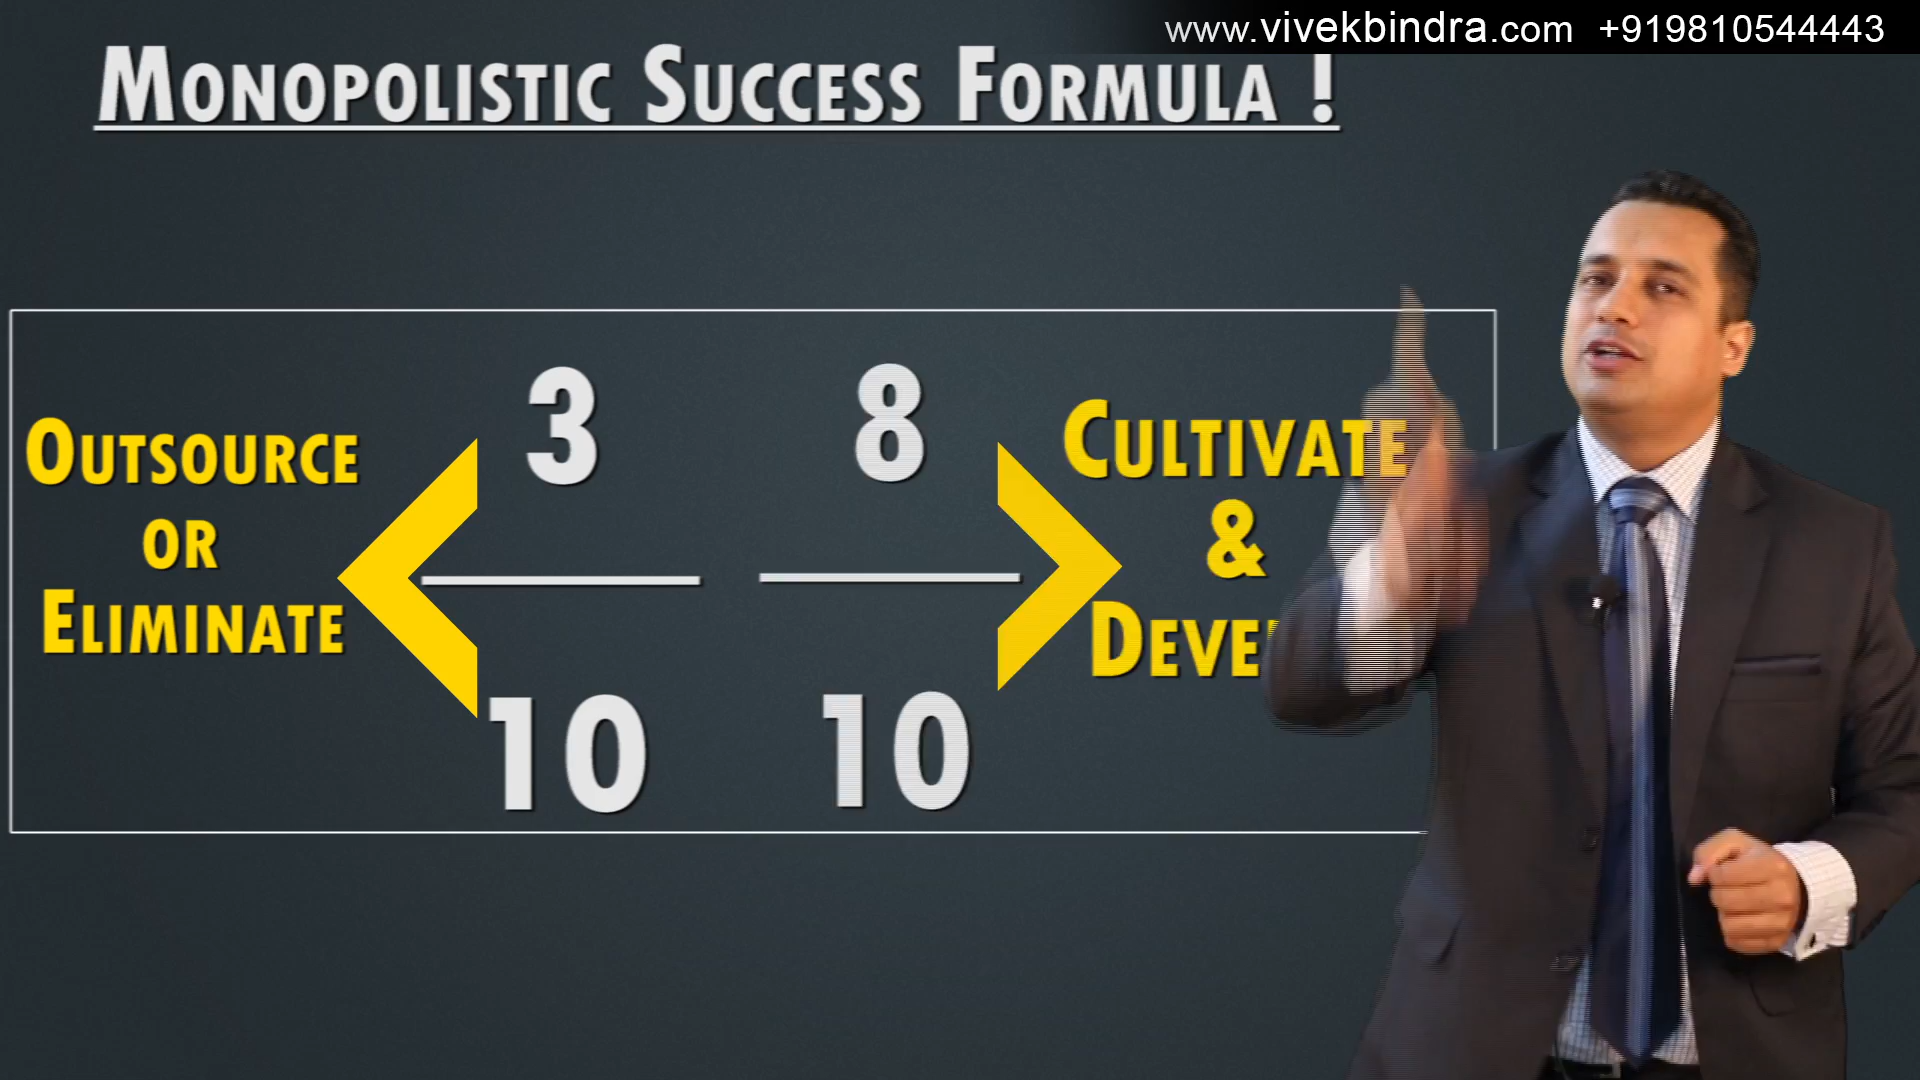 www.vivekbindra.com +919810544443
MONOPOLISTIC SUCCESS FORMULA !
OUTSOURCE
OR
ELIMINATE
3
10
8
10
CULTIVATE
&